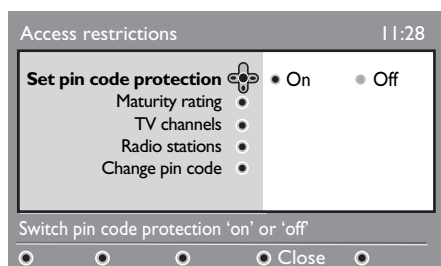 Access restrictions 11:28
Set pin code protection On Off
Maturity rating
TV channels
Radio stations
Change pin code
Switch pin code protection ‘on’ or ‘off’
Close